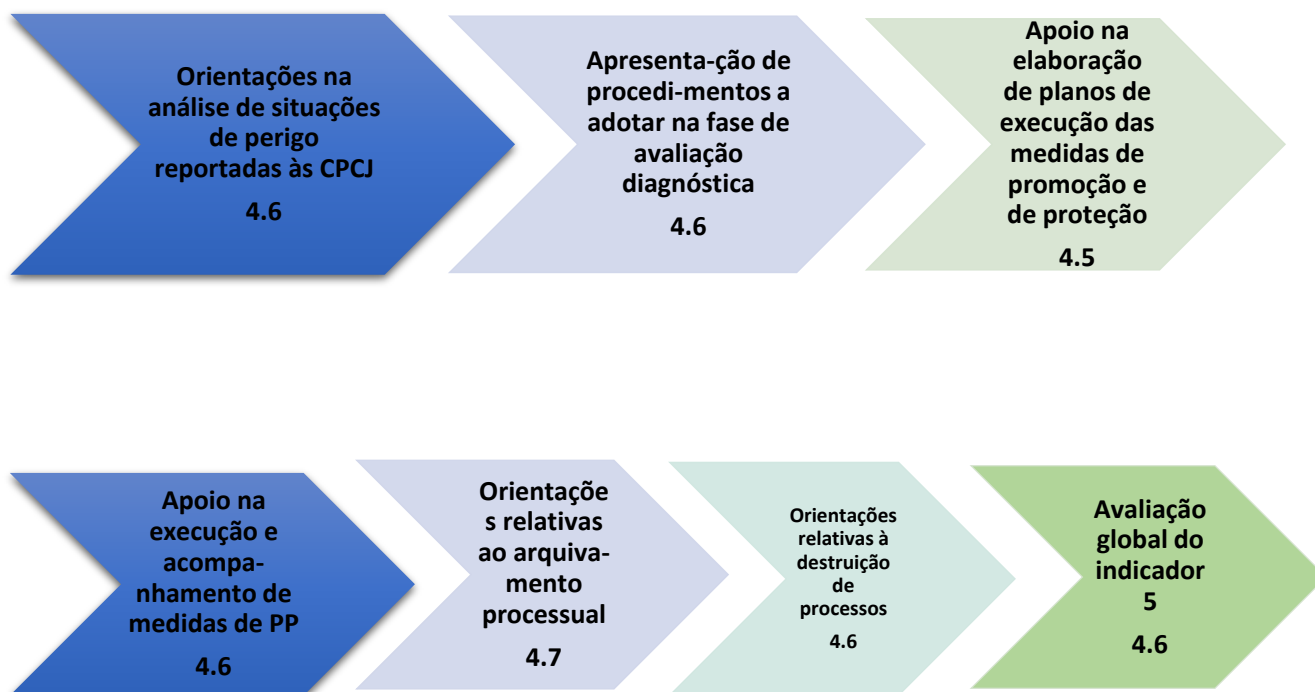 Orientações na
análise de situações
de perigo
reportadas às CPCJ
4.6
Apresenta-ção de
procedi-mentos a
adotar na fase de
avaliação
diagnóstica
4.6
Apoio na
elaboração
de planos de
execução das
medidas de
promoção e
de proteção
4.5
Apoio na
execução e
acompa-
nhamento de
medidas de PP
4.6
Orientaçõe
s relativas
ao arquiva-
mento
processual
4.7
Orientações
relativas à
destruição
de
processos
4.6
Avaliação
global do
indicador
5
4.6